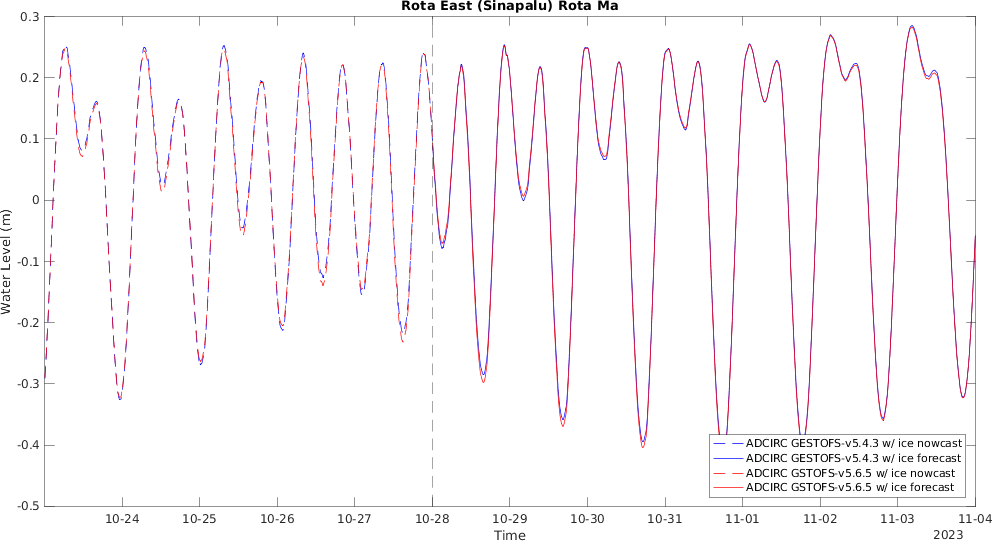 Rota East (Sinapalu) Rota Ma
0.3
0.2
0.1
0
-0.1
-0.2
-0.3
-0.4
-0.5
Water Level (m)
ADCIRC GESTOFS-v5.4.3 w/ ice nowcast
ADCIRC GESTOFS-v5.4.3 w/ ice forecast
ADCIRC GSTOFS-v5.6.5 w/ ice nowcast
ADCIRC GSTOFS-v5.6.5 w/ ice forecast
10-24 10-25 10-26 10-27 10-28 10-29 10-30 10-31 11-01 11-02 11-03 11-04
Time
2023